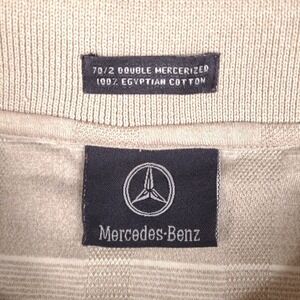 70/2 DOUBLE MERCERIZED
100% EGYPTIAN COTTON
Mercedes-Benz